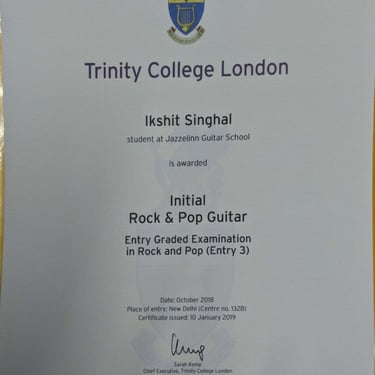 Trinity College London
Ikshit Singhal
student at Jazzelinn Guitar School
is awarded
Initial
Rock & Pop Guitar
Entry Graded Examination
in Rock and Pop (Entry 3)
Date: October 2018
Place of entry: New Delhi (Centre no. 132B)
Certificate issued: 10 January 2019
Sarah Kemp
Chief Executive, Trinity College London